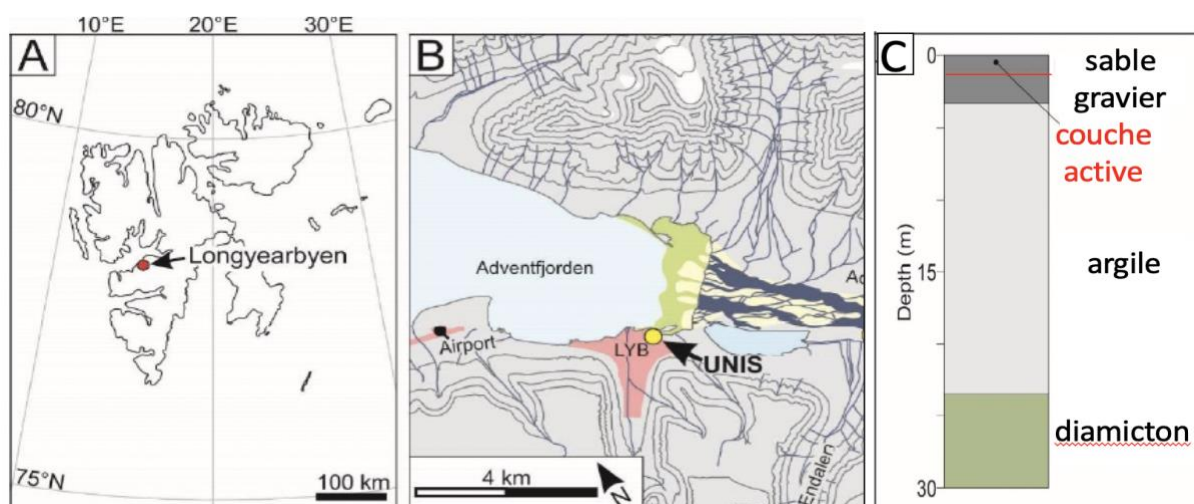 10°E
20°E
30°E
A
80°N
Longyearbyen
75°N
100 km
B
Adventfjorden
Ac
Airport
LYB
UNIS
4 km
N
Endalen
C
0
sable
gravier
couche
active
Depth (m)
15
argile
diamicton
30